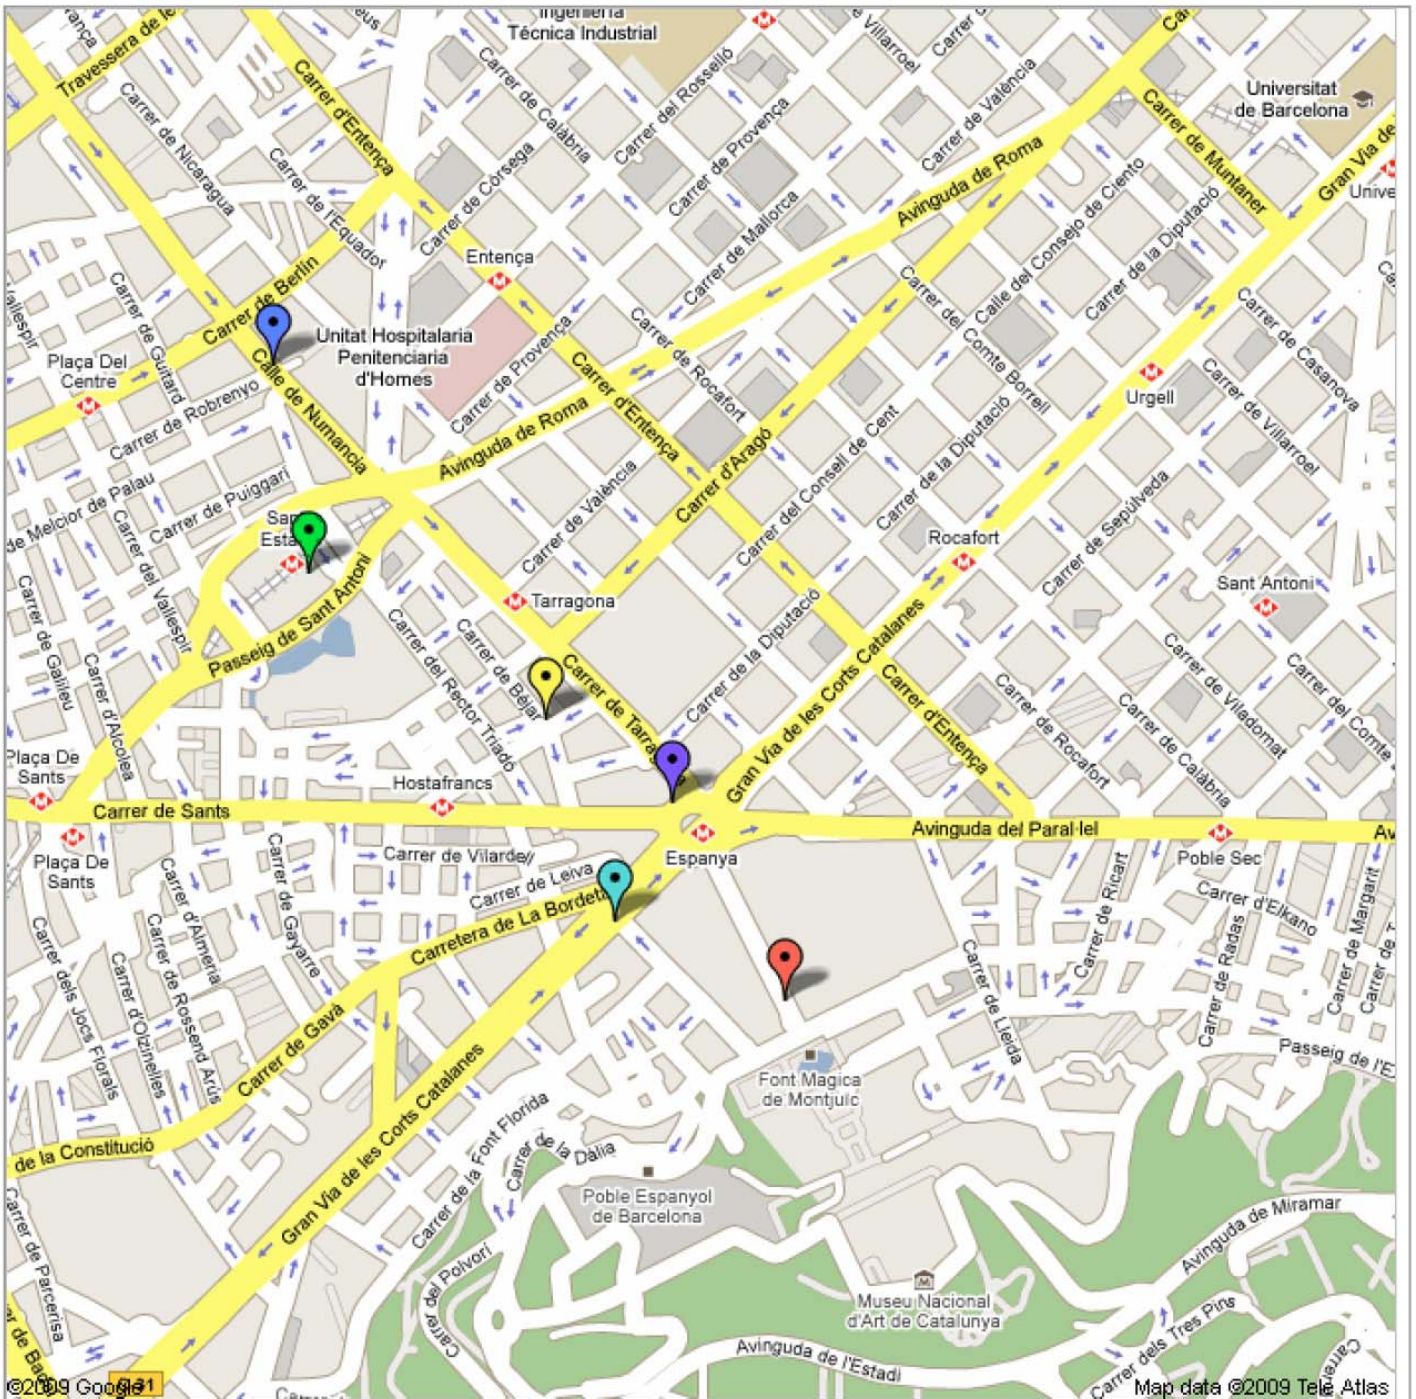 Ingeniería
Técnica Industrial
Travessera de
Carrer d'Entença
Carrer de Nicaragua
Carrer de l'Equador
Carrer de Calàbria
Carrer del Rosselló
Carrer de Provença
Carrer de Còrsega
Carrer de Mallorca
Villarroel
Carrer de València
Avinguda de Roma
Universitat
de Barcelona
Carrer de Muntaner
Gran Via de
Calle del Consejo de Ciento
Carrer de la Diputació
Entença
Carrer de Berlín
Vallespir
Carrer de Guitard
Plaça Del
Centre
Unitat Hospitalaria
Penitenciaria
d'Homes
Calle de Numancia
Carrer de Robrenyo
Carrer de Provença
Carrer d'Entença
Carrer de Rocafort
Carrer del Comte Borrell
Carrer de Casanova
Urgell
Carrer de Villarroel
Avinguda de Roma
Carrer d'Aragó
Carrer del Consell de Cent
Carrer de la Diputació
Carrer de València
de Melcior de Palau
Carrer de Puiggarí
Carrer del Vallespir
Carrer de Galileu
Carrer d'Alcolea
Passeig de Sant Antoni
Tarragona
Rocafort
Carrer de Sepúlveda
Sant Antoni
Carrer del Rector Triadó
Carrer de Béjar
Carrer de la Diputació
Gran Via de les Corts Catalanes
Carrer d'Entença
Carrer de Rocafort
Carrer de Calàbria
Carrer de Viladomat
Carrer del Comte
Plaça De
Sants
Hostafrancs
Carrer de Sants
Plaça De
Sants
Espanya
Avinguda del Paral·lel
Av
Poble Sec
Carrer de Vilardell
Carrer de Leiva
Carretera de La Bordeta
Carrer de Gayarre
Carrer d'Almeria
Carrer de Rossend Arús
Carrer d'Olzinelles
Carrer dels Jocs Florals
Carrer de Gavà
de la Constitució
Carrer de Parcerisa
Gran Via de les Corts Catalanes
Carrer de la Font Florida
Carrer de la Dàlia
Carrer del Polvorí
Carrer de Lleida
Carrer de Ricart
Carrer d'Elkano
Carrer de Radas
Carrer de Margarit
Passeig de l'E
Font Magica
de Montjuïc
Poble Espanyol
de Barcelona
Museu Nacional
d'Art de Catalunya
Avinguda de Miramar
Avinguda de l'Estadi
Carrer dels Tres Pins
©2009 Google
Map data ©2009 Tele Atlas